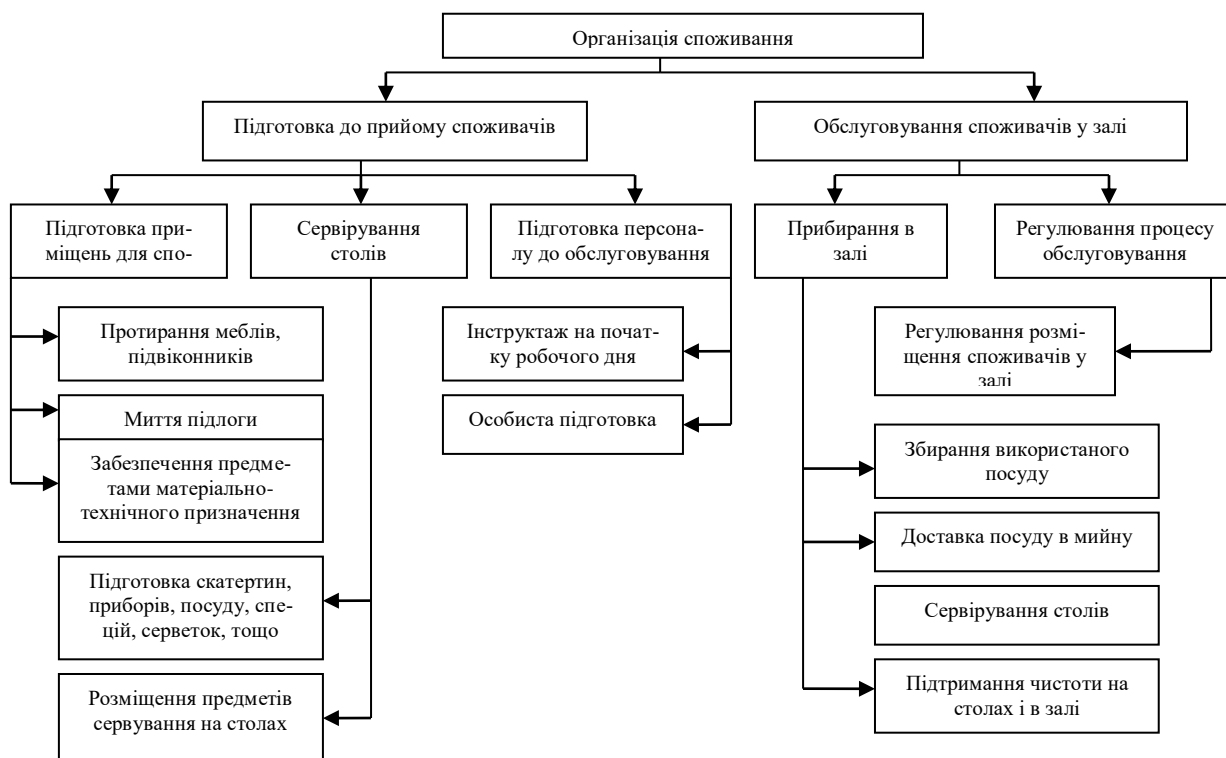 Організація споживання
Підготовка до прийому споживачів
Обслуговування споживачів у залі
Підготовка при-
міщень для спо-
Сервірування
столів
Підготовка персона-
лу до обслуговування
Прибирання в
залі
Регулювання процесу
обслуговування
Протирання меблів,
підвіконників
Інструктаж на почат-
ку робочого дня
Регулювання розмі-
щення споживачів у
залі
Миття підлоги
Особиста підготовка
Забезпечення предме-
тами матеріально-
технічного призначення
Збирання використаного
посуду
Доставка посуду в мийну
Підготовка скатертин,
приборів, посуду, спе-
цій, серветок, тощо
Сервірування столів
Розміщення предметів
сервування на столах
Підтримання чистоти на
столах і в залі